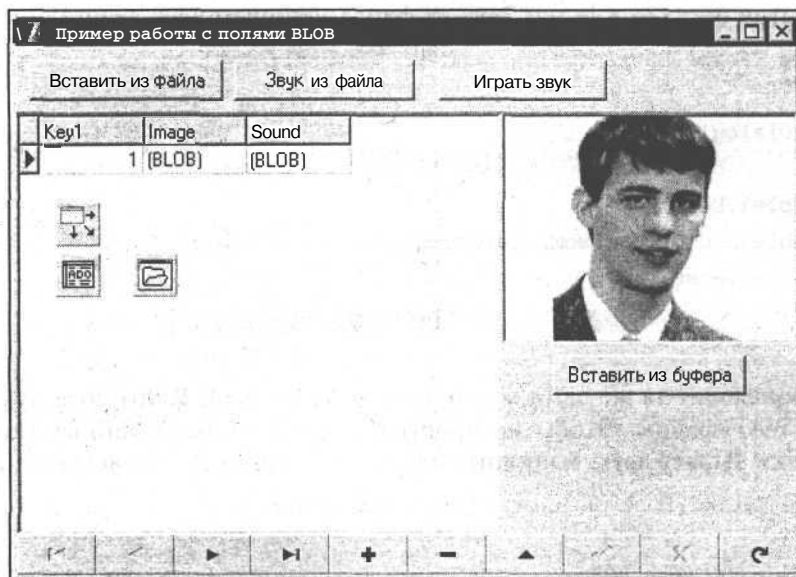 Пример работы с полями BLOB
Вставить из файла
Звук из файла
Играть звук
Key1 Image Sound
1 (BLOB) (BLOB)
ADO
Вставить из буфера